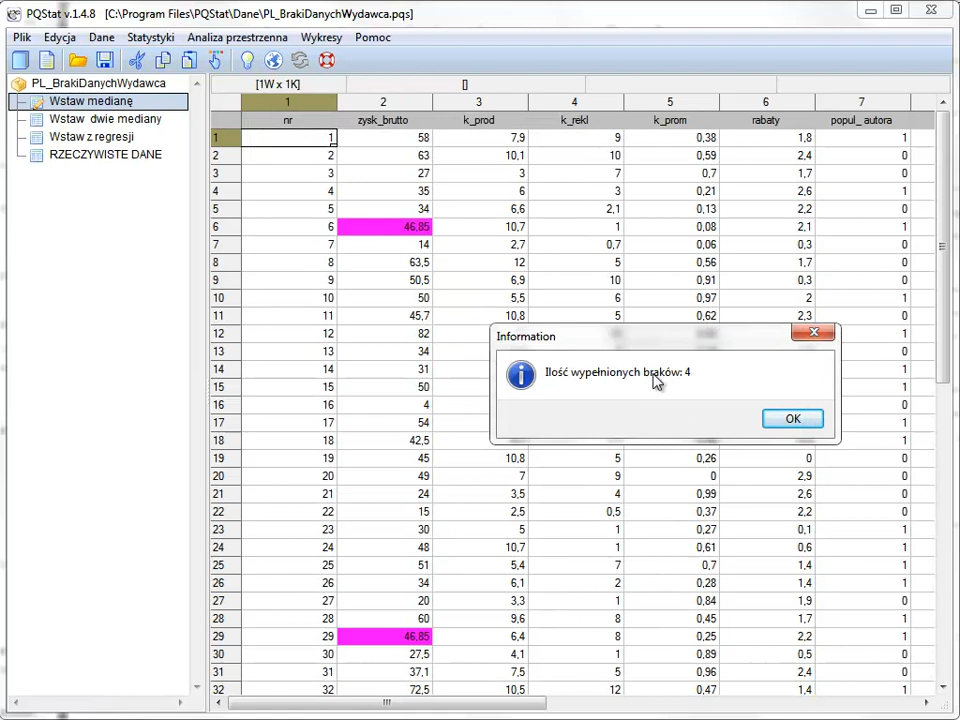 PQStat v.1.4.8 [C:\Program Files\PQStat\Dane\PL_BrakiDanychWydawca.pqs]
Plik Edycja Dane Statystyki Analiza przestrzenna Wykresy Pomoc
PL_BrakiDanychWydawca
Wstaw medianę
Wstaw dwie mediany
Wstaw z regresji
RZECZYWISTE DANE
[1W x 1K] []
1 2 3 4 5 6 7
nr zysk_brutto k_prod k_rekl k_prom rabaty popul_ autora
1 1 58 7,9 9 0,38 1,8 1
2 2 63 10,1 10 0,59 2,4 0
3 3 27 3 7 0,7 1,7 0
4 4 35 6 3 0,21 2,6 1
5 5 34 6,6 2,1 0,13 2,2 0
6 6 46,85 10,7 1 0,08 2,1 1
7 7 14 2,7 0,7 0,06 0,3 0
8 8 63,5 12 5 0,56 1,7 0
9 9 50,5 6,9 10 0,91 0,3 0
10 10 50 5,5 6 0,97 2 1
11 11 45,7 10,8 5 0,62 2,3 0
12 12 82 1
13 13 34 0
14 14 31 1
15 15 50 1
16 16 4 0
17 17 54 1
18 18 42,5 1
19 19 45 10,8 5 0,26 0 0
20 20 49 7 9 0 2,9 0
21 21 24 3,5 4 0,99 2,6 0
22 22 15 2,5 0,5 0,37 2,2 0
23 23 30 5 1 0,27 0,1 1
24 24 48 10,7 1 0,61 0,6 1
25 25 51 5,4 7 0,7 1,4 1
26 26 34 6,1 2 0,28 1,4 1
27 27 20 3,3 1 0,84 1,9 0
28 28 60 9,6 8 0,45 1,7 1
29 29 46,85 6,4 8 0,25 2,2 1
30 30 27,5 4,1 1 0,89 0,5 0
31 31 37,1 7,5 5 0,96 2,4 0
32 32 72,5 10,5 12 0,47 1,4 1
Information
Ilość wypełnionych braków: 4
OK